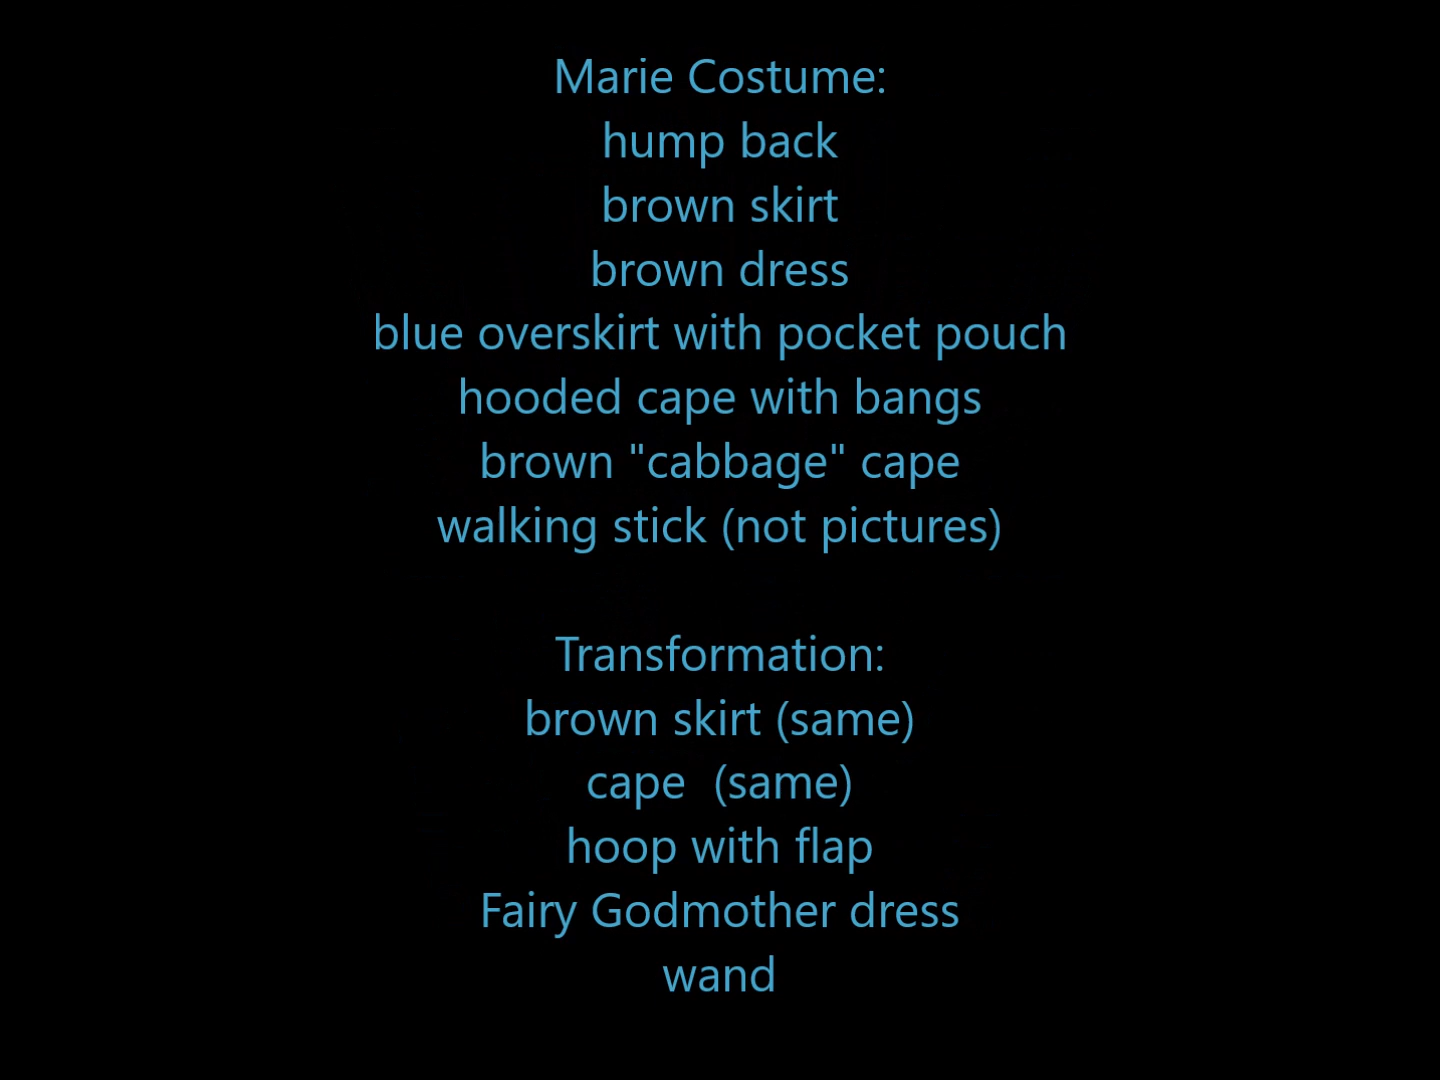 Marie Costume:
hump back
brown skirt
brown dress
blue overskirt with pocket pouch
hooded cape with bangs
brown "cabbage" cape
walking stick (not pictures)
Transformation:
brown skirt (same)
cape  (same)
hoop with flap
Fairy Godmother dress
wand